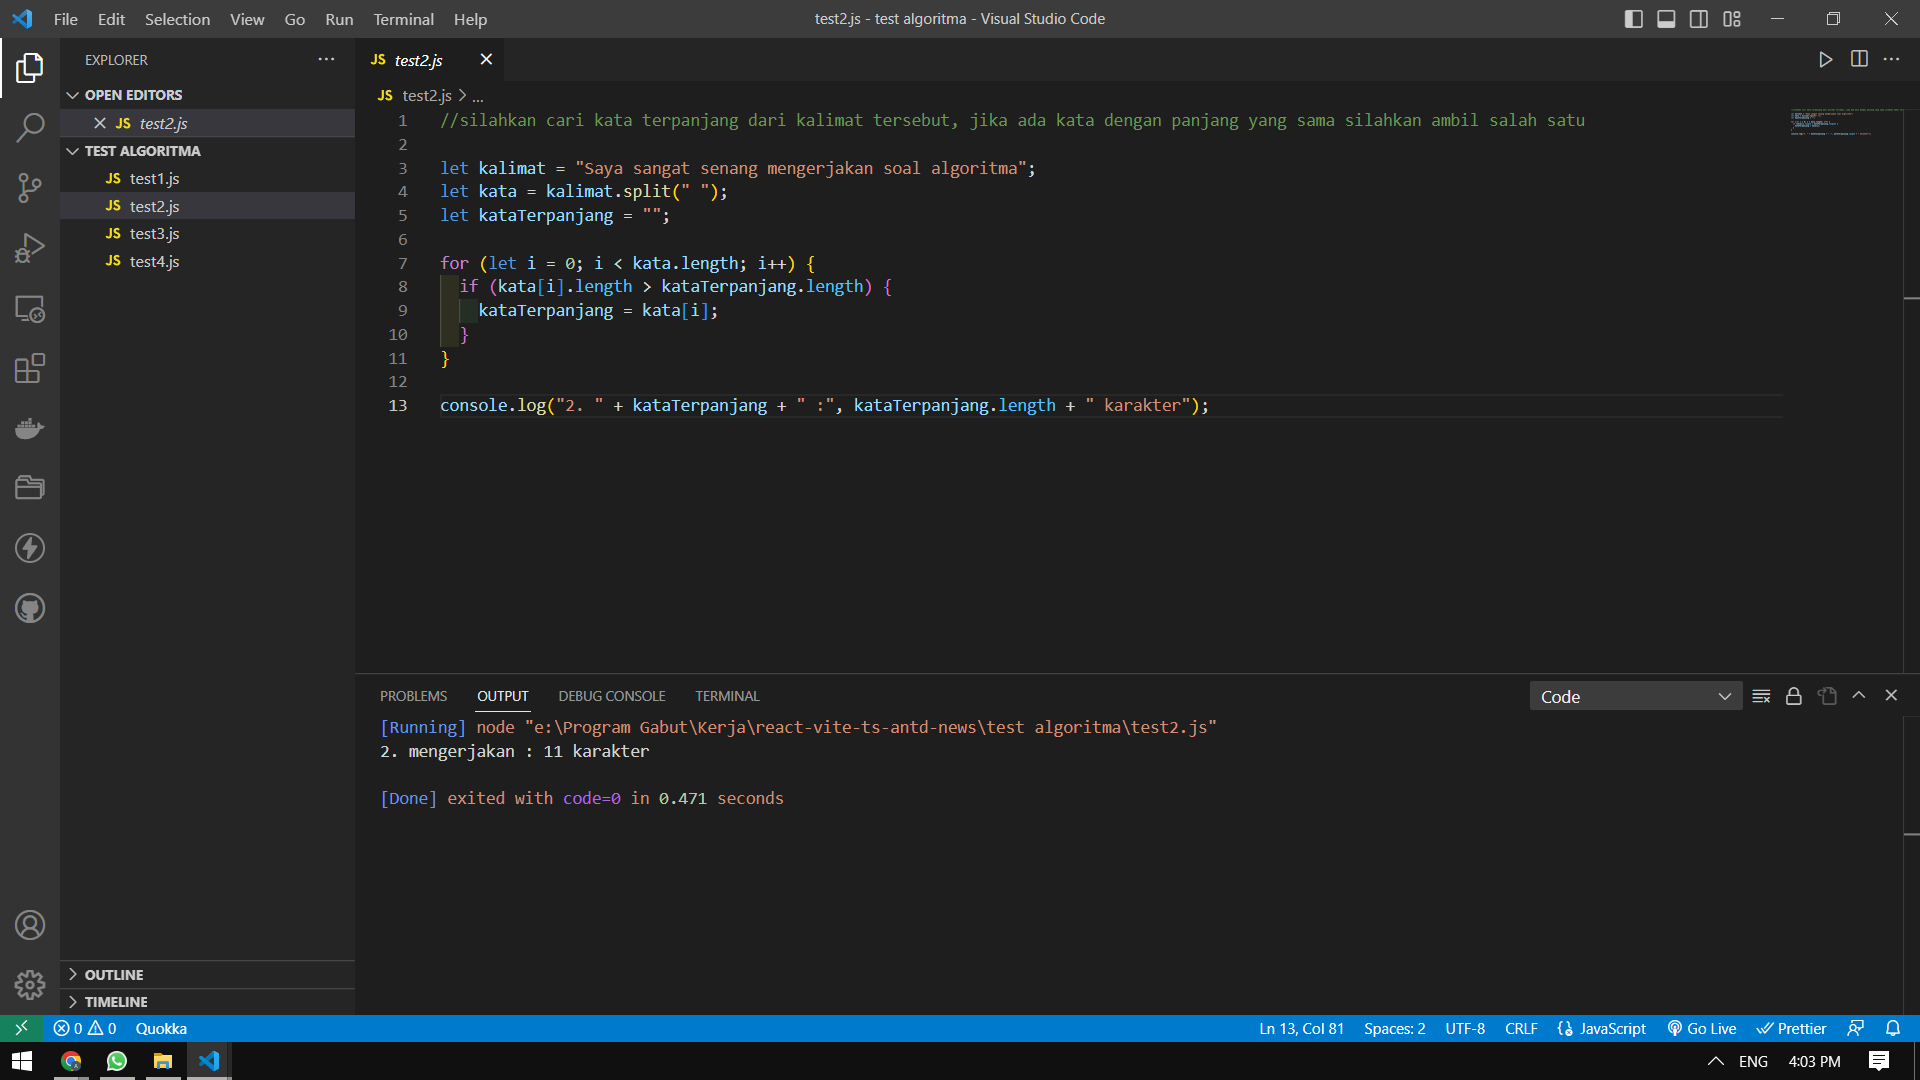 File Edit Selection View Go Run Terminal Help
test2.js - test algoritma - Visual Studio Code
EXPLORER
OPEN EDITORS
JS test2.js
TEST ALGORITMA
JS test1.js
JS test2.js
JS test3.js
JS test4.js
OUTLINE
TIMELINE
JS test2.js
JS test2.js > ...
1 //silahkan cari kata terpanjang dari kalimat tersebut, jika ada kata dengan panjang yang sama silahkan ambil salah satu
2
3 let kalimat = "Saya sangat senang mengerjakan soal algoritma";
4 let kata = kalimat.split(" ");
5 let kataTerpanjang = "";
6
7 for (let i = 0; i < kata.length; i++) {
8   if (kata[i].length > kataTerpanjang.length) {
9     kataTerpanjang = kata[i];
10   }
11 }
12
13 console.log("2. " + kataTerpanjang + " :", kataTerpanjang.length + " karakter");
PROBLEMS OUTPUT DEBUG CONSOLE TERMINAL
Code
[Running] node "e:\Program Gabut\Kerja\react-vite-ts-antd-news\test algoritma\test2.js"
2. mengerjakan : 11 karakter
[Done] exited with code=0 in 0.471 seconds
0 0 Quokka
Ln 13, Col 81 Spaces: 2 UTF-8 CRLF JavaScript Go Live Prettier
ENG 4:03 PM